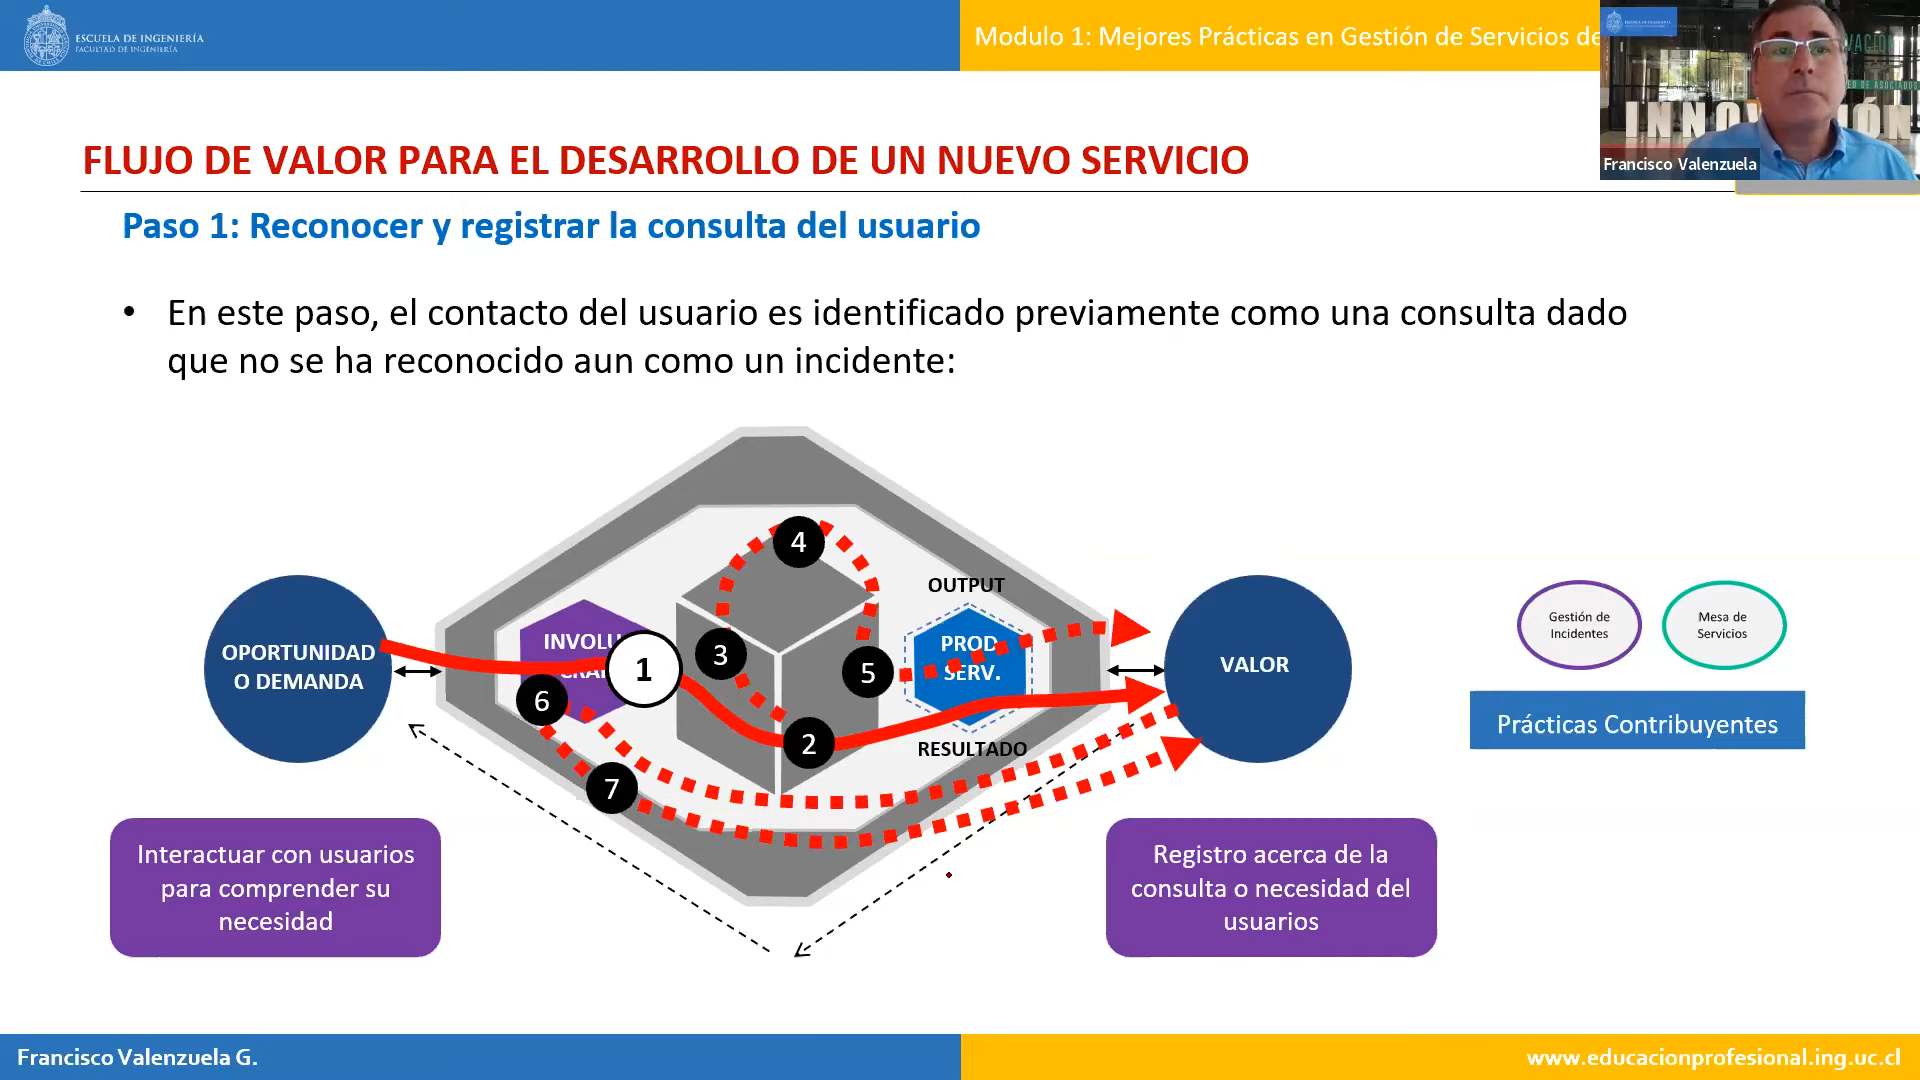 ESCUELA DE INGENIERÍA
FACULTAD DE INGENIERÍA
Modulo 1: Mejores Prácticas en Gestión de Servicios de
INNOVACIÓN
Francisco Valenzuela
FLUJO DE VALOR PARA EL DESARROLLO DE UN NUEVO SERVICIO
Paso 1: Reconocer y registrar la consulta del usuario
• En este paso, el contacto del usuario es identificado previamente como una consulta dado
que no se ha reconocido aun como un incidente:
4
OUTPUT
OPORTUNIDAD
O DEMANDA
INVOLU
1
3
5
PROD.
SERV.
VALOR
6
2
RESULTADO
7
Gestión de
Incidentes
Mesa de
Servicios
Prácticas Contribuyentes
Interactuar con usuarios
para comprender su
necesidad
Registro acerca de la
consulta o necesidad del
usuarios
Francisco Valenzuela G.
www.educacionprofesional.ing.uc.cl